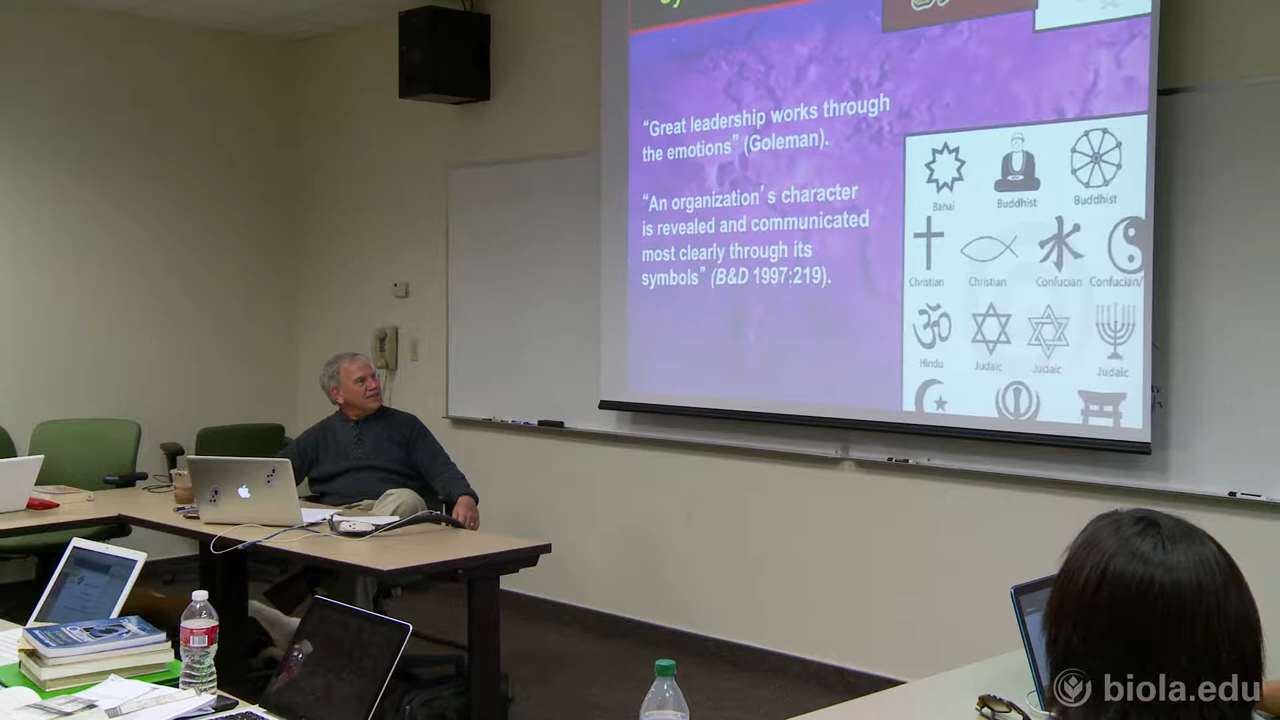 “Great leadership works through
the emotions” (Goleman).
“An organization’s character
is revealed and communicated
most clearly through its
symbols” (B&D 1997:219).
Bahai
Buddhist
Buddhist
Christian
Christian
Confucian
Confucian/
Hindu
Judaic
Judaic
Judaic
biola.edu